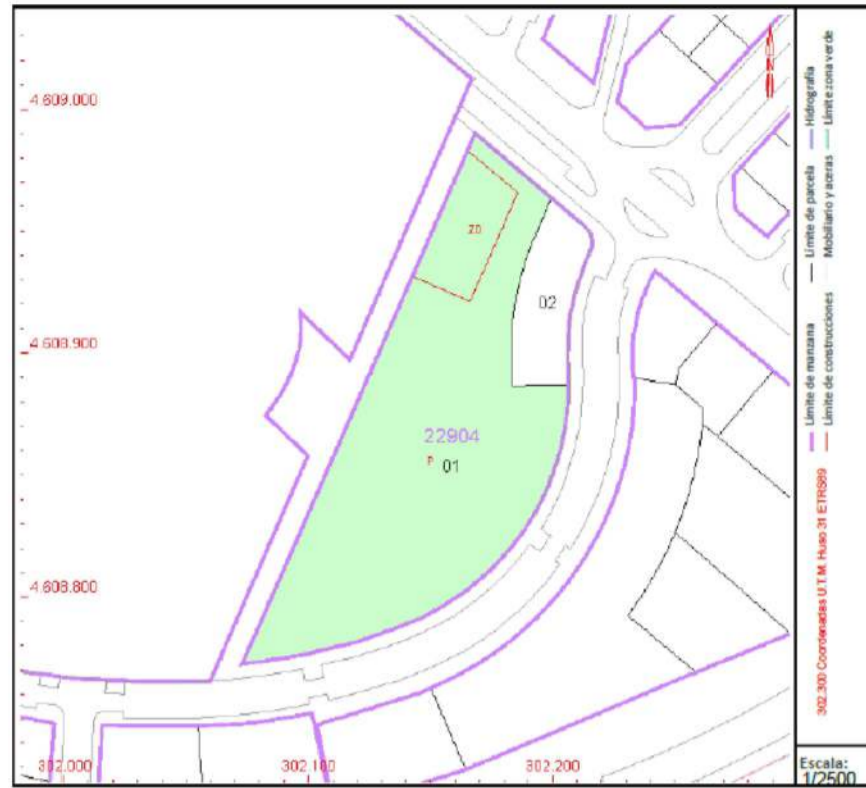 4.609.000
ZD
02
4.608.900
22904
P 01
4.608.800
302.000
302.100
302.200
302.300 Coordenadas U.T.M. Huso 31 ETRS89
Límite de manzana
Límite de parcela
Hidrografía
Límite de construcciones
Mobiliario y aceras
Límite zona verde
Escala:
1/2500